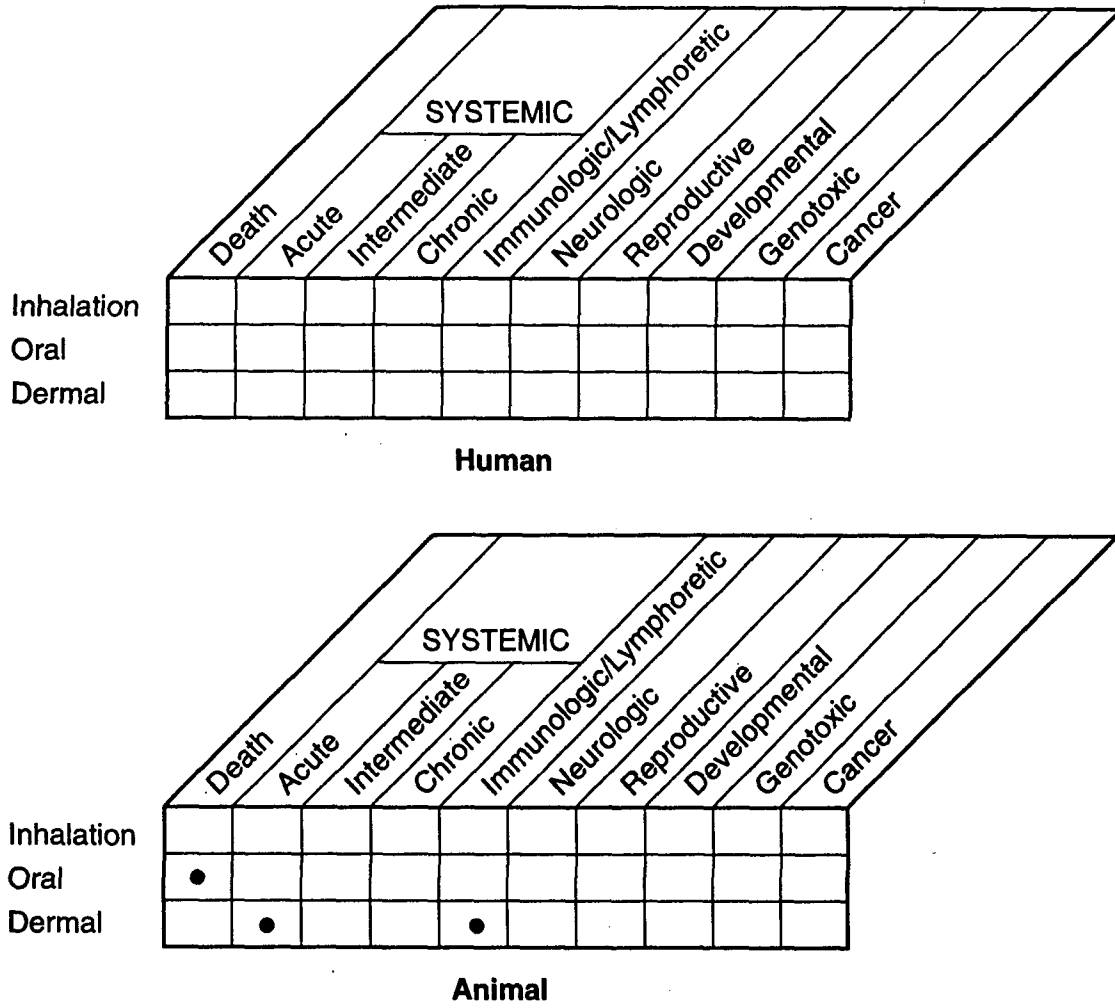 SYSTEMIC
Death
Acute
Intermediate
Chronic
Immunologic/Lymphoretic
Neurologic
Reproductive
Developmental
Genotoxic
Cancer
Inhalation
Oral
Dermal
Human
SYSTEMIC
Death
Acute
Intermediate
Chronic
Immunologic/Lymphoretic
Neurologic
Reproductive
Developmental
Genotoxic
Cancer
Inhalation
Oral
Dermal
Animal